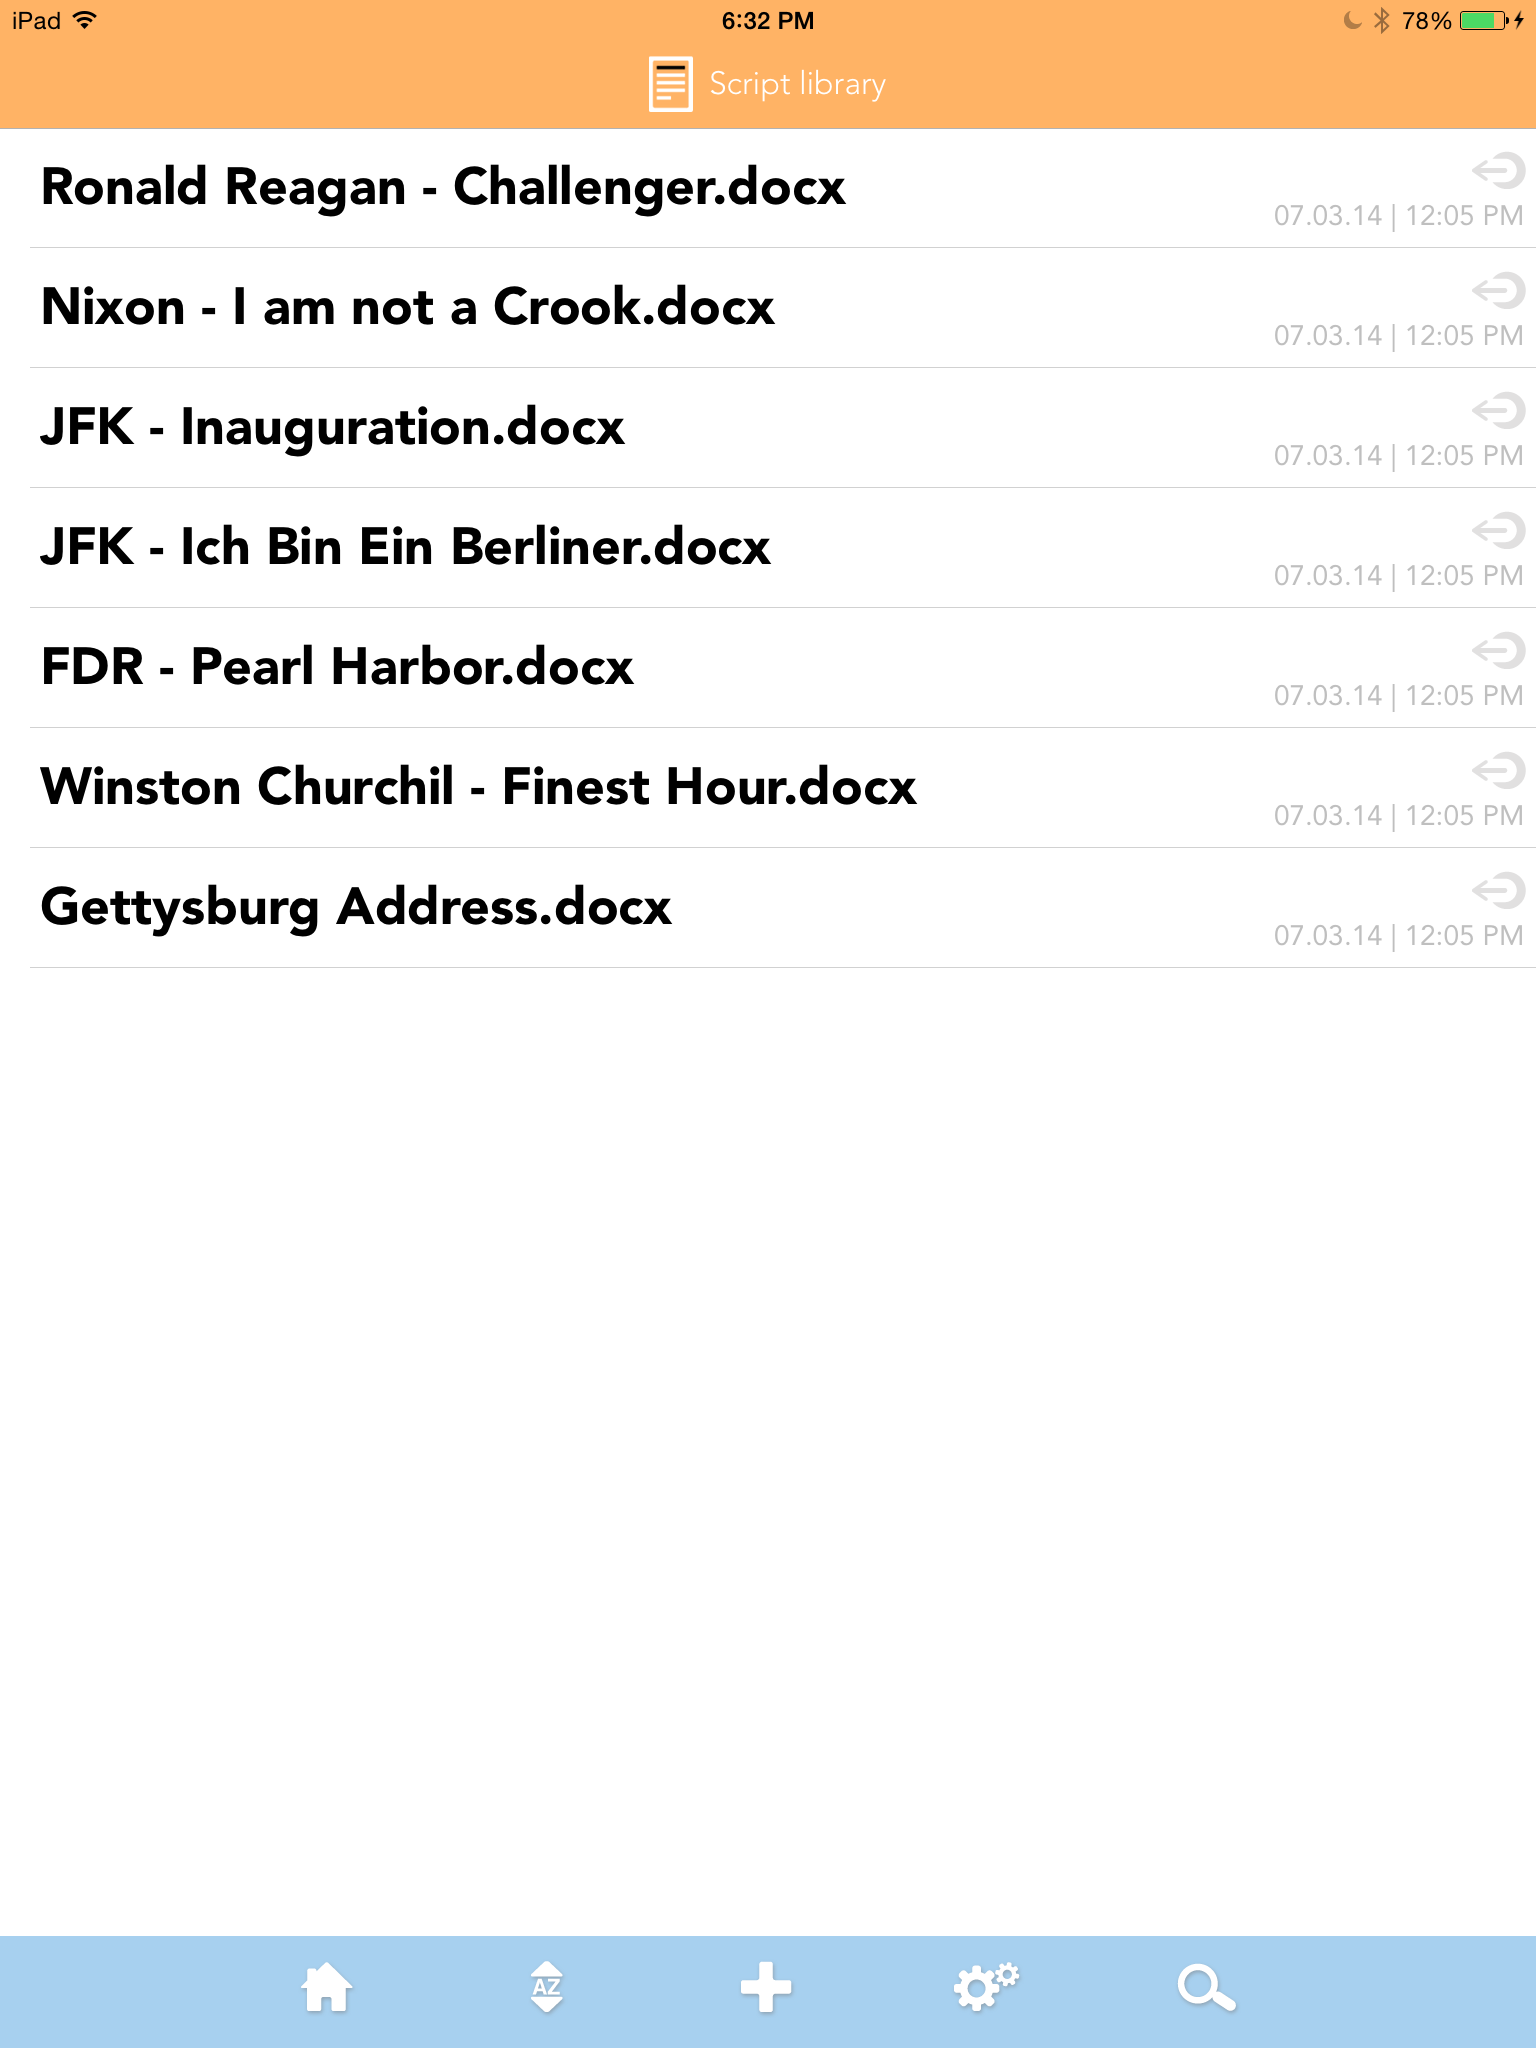 iPad 6:32 PM 78%
Script library
Ronald Reagan - Challenger.docx
07.03.14 | 12:05 PM
Nixon - I am not a Crook.docx
07.03.14 | 12:05 PM
JFK - Inauguration.docx
07.03.14 | 12:05 PM
JFK - Ich Bin Ein Berliner.docx
07.03.14 | 12:05 PM
FDR - Pearl Harbor.docx
07.03.14 | 12:05 PM
Winston Churchil - Finest Hour.docx
07.03.14 | 12:05 PM
Gettysburg Address.docx
07.03.14 | 12:05 PM
AZ